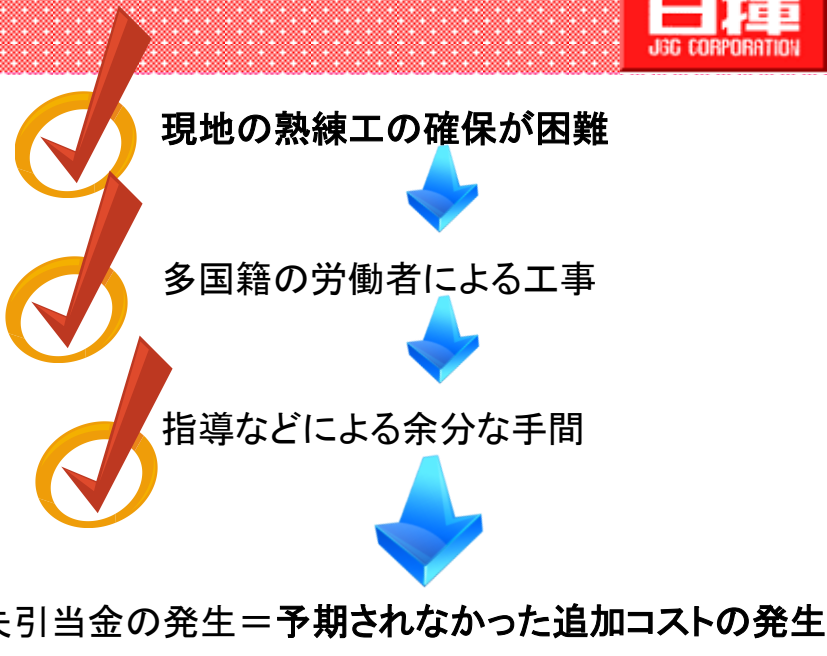 日揮
JGC CORPORATION
現地の熟練工の確保が困難
多国籍の労働者による工事
指導などによる余分な手間
失引当金の発生＝予期されなかった追加コストの発生